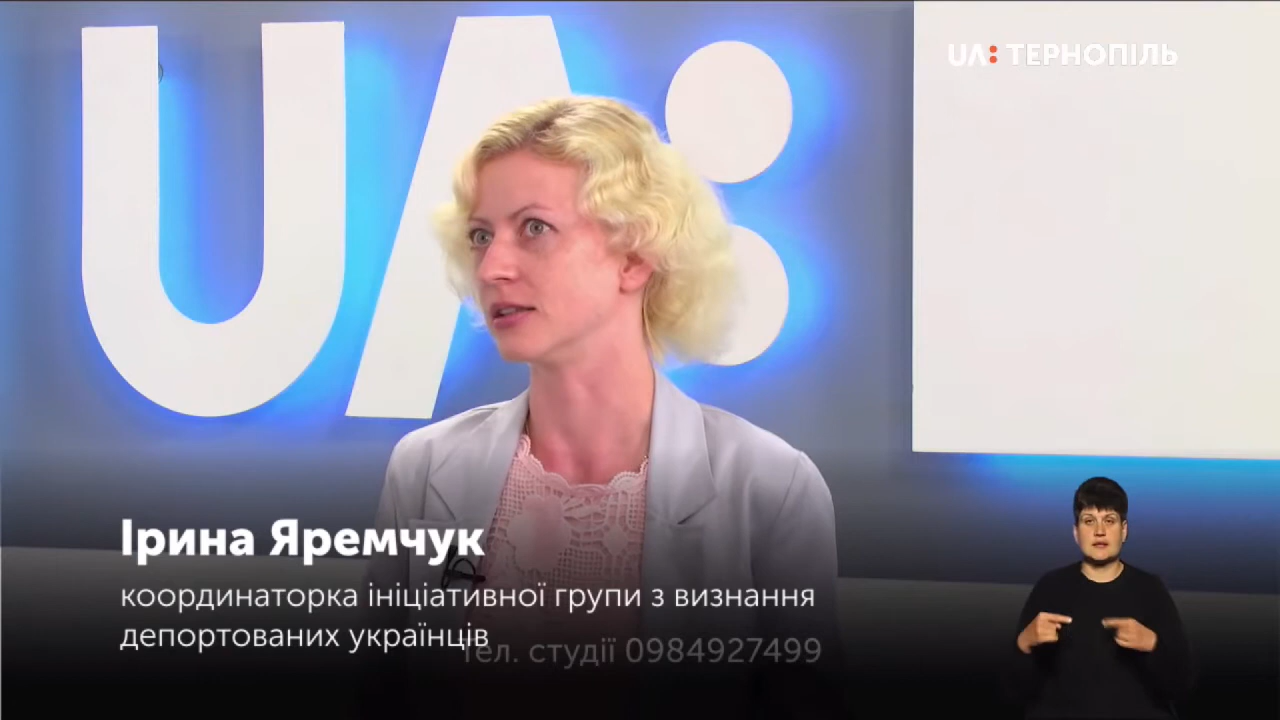 UA:
UA: ТЕРНОПІЛЬ
Ірина Яремчук
координаторка ініціативної групи з визнання
депортованих українців
Тел. студії 0984927499